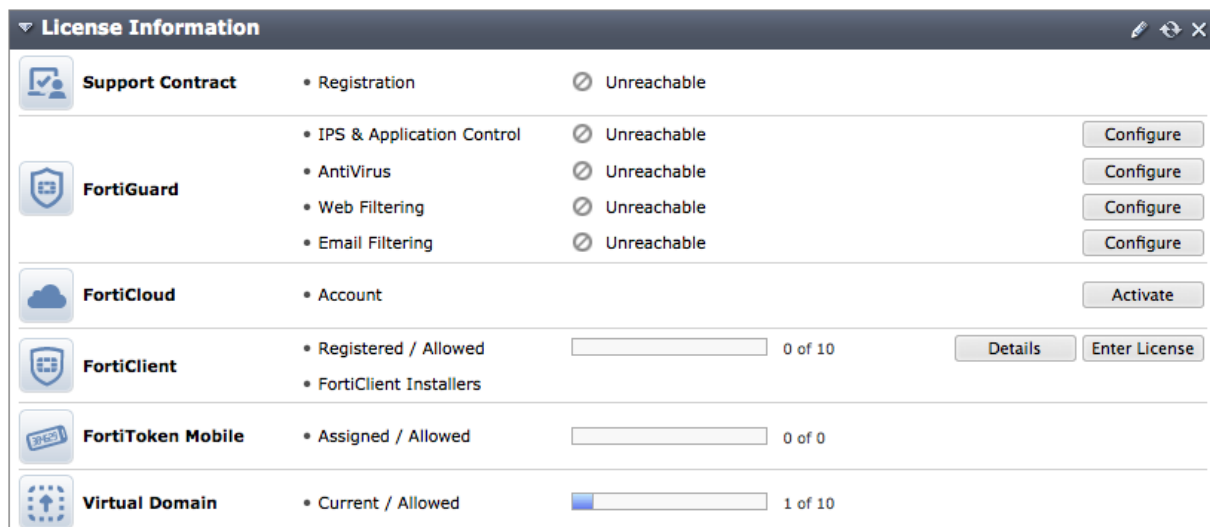 License Information
Support Contract • Registration Unreachable
• IPS & Application Control Unreachable Configure
• AntiVirus Unreachable Configure
FortiGuard
• Web Filtering Unreachable Configure
• Email Filtering Unreachable Configure
FortiCloud • Account Activate
• Registered / Allowed 0 of 10 Details Enter License
FortiClient
• FortiClient Installers
FortiToken Mobile • Assigned / Allowed 0 of 0
Virtual Domain • Current / Allowed 1 of 10